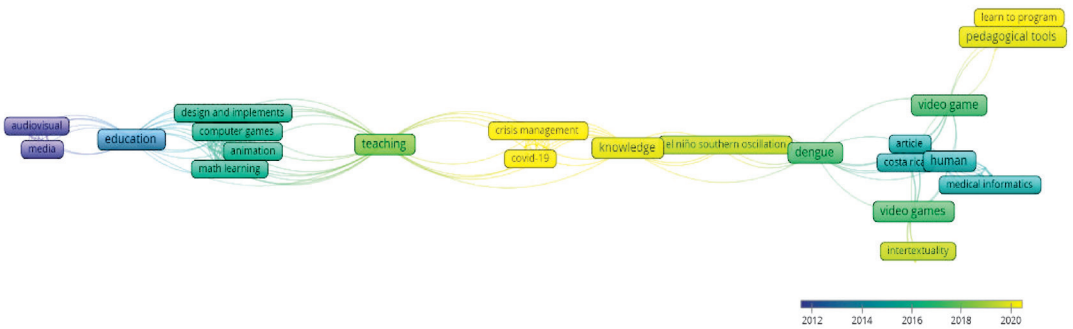 learn to program
pedagogical tools
video game
audiovisual
media
education
design and implements
computer games
animation
math learning
teaching
crisis management
covid-19
knowledge
el niño southern oscillation
dengue
article
costa rica
human
medical informatics
video games
intertextuality
2012 2014 2016 2018 2020